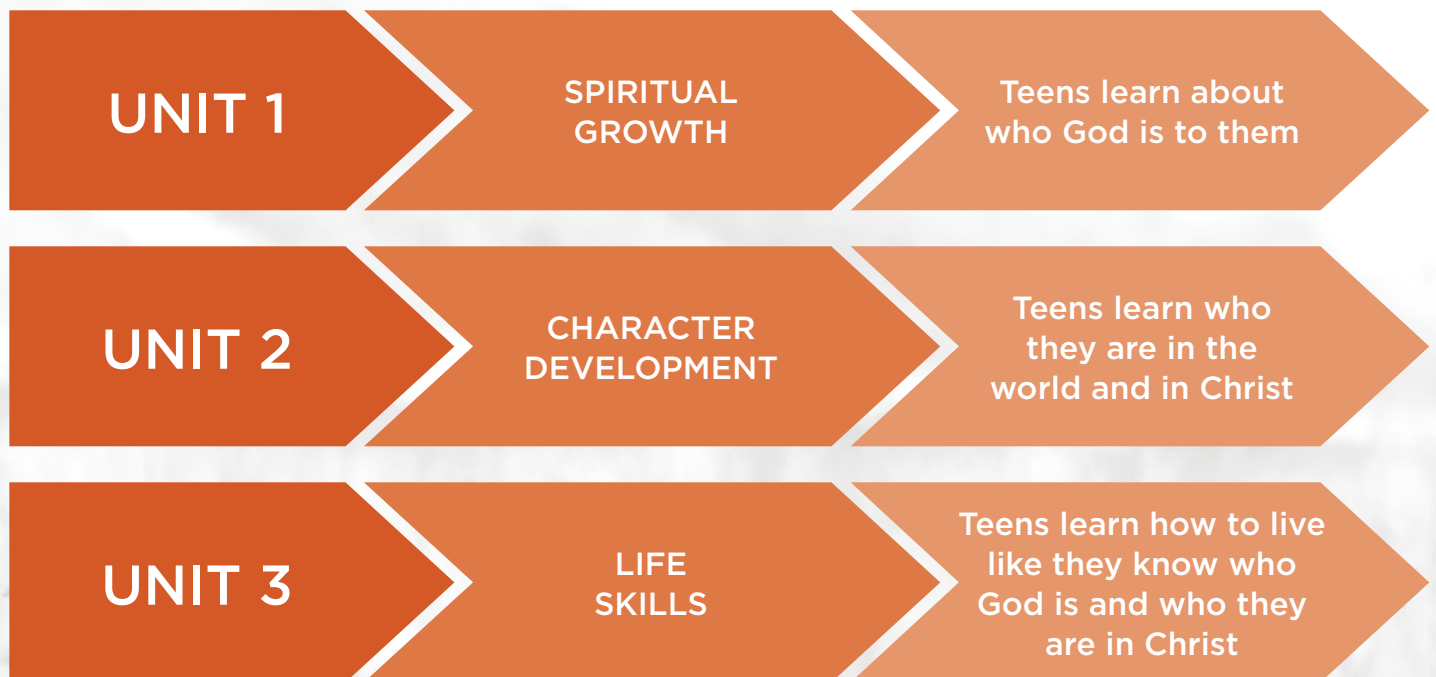 UNIT 1
SPIRITUAL
GROWTH
Teens learn about
who God is to them
UNIT 2
CHARACTER
DEVELOPMENT
Teens learn who
they are in the
world and in Christ
UNIT 3
LIFE
SKILLS
Teens learn how to live
like they know who
God is and who they
are in Christ